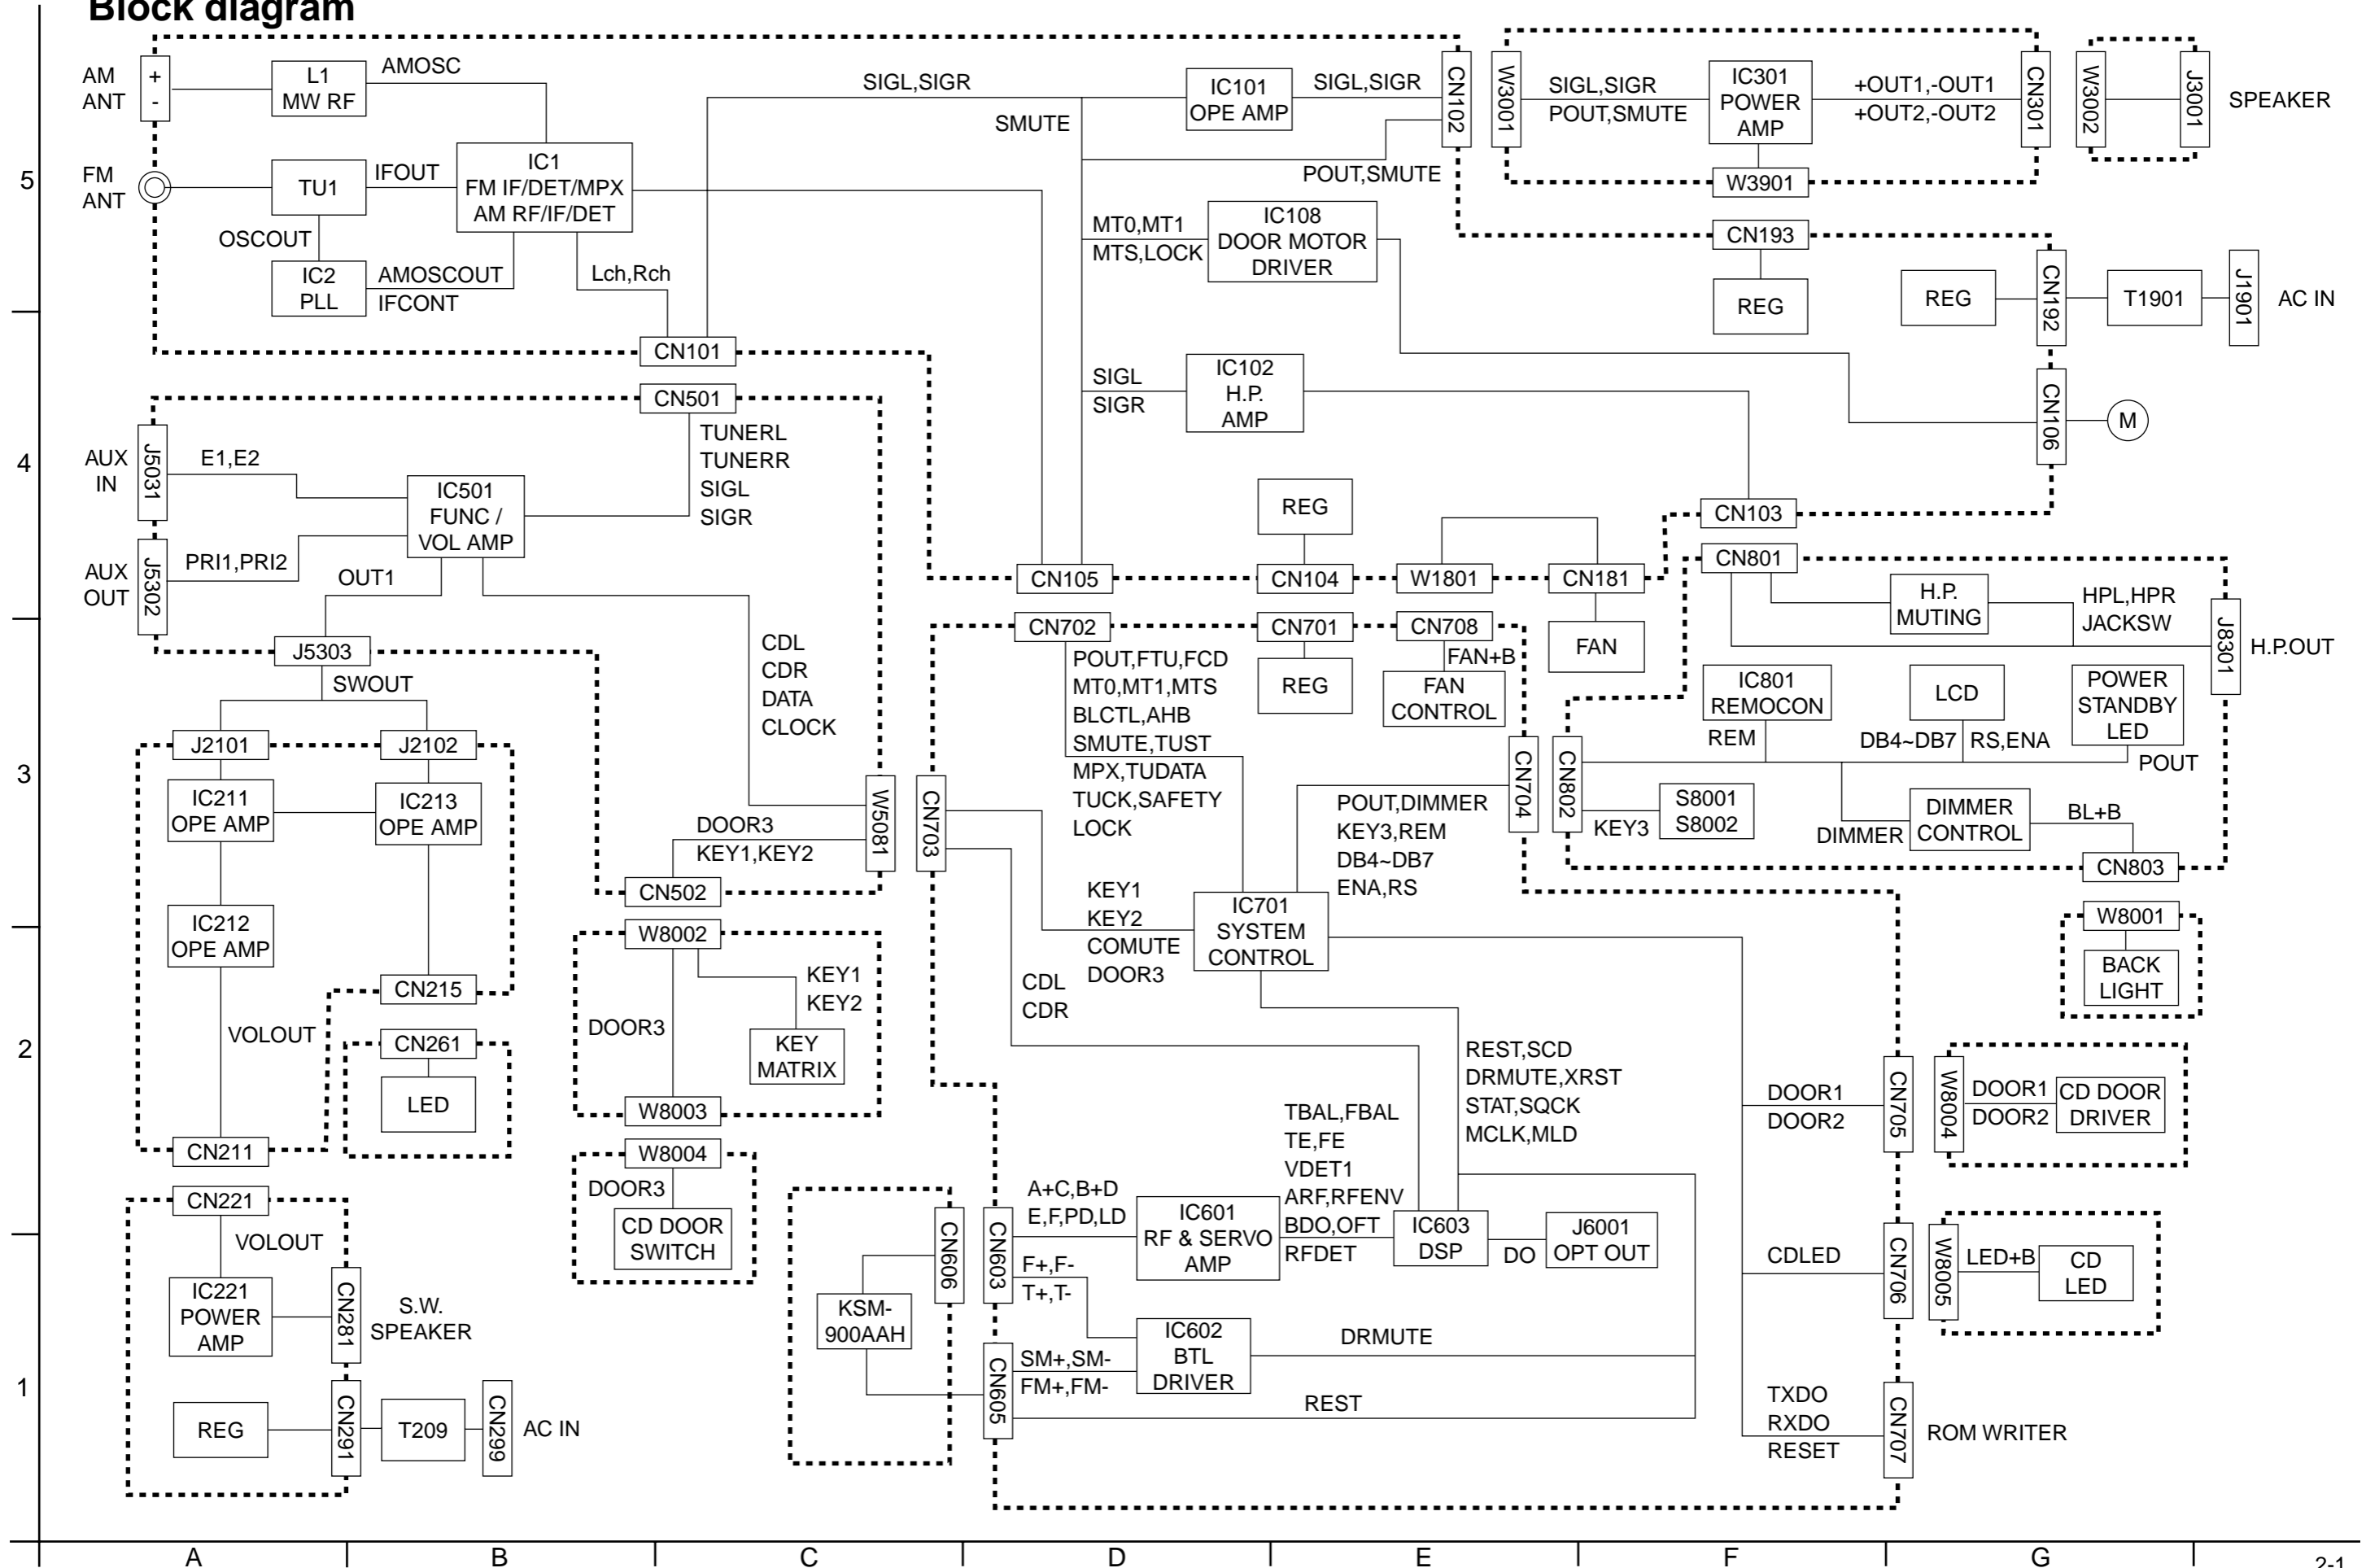 Block diagram
AM
ANT
+
-
L1
MW RF
AMOSC
FM
ANT
TU1
IFOUT
IC1
FM IF/DET/MPX
AM RF/IF/DET
OSCOUT
IC2
PLL
AMOSCOUT
IFCONT
Lch,Rch
CN101
SIGL,SIGR
SMUTE
IC101
OPE AMP
SIGL,SIGR
CN102
POUT,SMUTE
W3001
SIGL,SIGR
POUT,SMUTE
IC301
POWER
AMP
+OUT1,-OUT1
+OUT2,-OUT2
CN301
W3901
W3002
J3001
SPEAKER
MT0,MT1
MTS,LOCK
IC108
DOOR MOTOR
DRIVER
CN193
REG
REG
CN192
T1901
J1901
AC IN
SIGL
SIGR
IC102
H.P.
AMP
CN106
M
CN103
REG
CN105
CN104
W1801
CN181
FAN
CN501
TUNERL
TUNERR
SIGL
SIGR
AUX
IN
J5031
E1,E2
IC501
FUNC /
VOL AMP
AUX
OUT
J5302
PRI1,PRI2
OUT1
J5303
SWOUT
CDL
CDR
DATA
CLOCK
W5081
DOOR3
KEY1,KEY2
CN502
J2101
J2102
IC211
OPE AMP
IC213
OPE AMP
IC212
OPE AMP
CN215
VOLOUT
CN261
LED
CN211
CN221
VOLOUT
IC221
POWER
AMP
CN281
S.W.
SPEAKER
REG
CN291
T209
CN299
AC IN
W8002
KEY1
KEY2
DOOR3
KEY
MATRIX
W8003
W8004
DOOR3
CD DOOR
SWITCH
KSM-
900AAH
CN606
CN702
CN701
CN708
POUT,FTU,FCD
MT0,MT1,MTS
BLCTL,AHB
SMUTE,TUST
MPX,TUDATA
TUCK,SAFETY
LOCK
REG
FAN+B
FAN
CONTROL
CN703
CN704
POUT,DIMMER
KEY3,REM
DB4~DB7
ENA,RS
KEY1
KEY2
COMUTE
DOOR3
IC701
SYSTEM
CONTROL
CDL
CDR
REST,SCD
DRMUTE,XRST
STAT,SQCK
MCLK,MLD
TBAL,FBAL
TE,FE
VDET1
ARF,RFENV
BDO,OFT
RFDET
CN603
A+C,B+D
E,F,PD,LD
IC601
RF & SERVO
AMP
IC603
DSP
DO
J6001
OPT OUT
F+,F-
T+,T-
IC602
BTL
DRIVER
DRMUTE
CN605
SM+,SM-
FM+,FM-
REST
CN801
H.P.
MUTING
HPL,HPR
JACKSW
J8301
H.P.OUT
IC801
REMOCON
LCD
POWER
STANDBY
LED
REM
DB4~DB7
RS,ENA
POUT
CN802
KEY3
S8001
S8002
DIMMER
DIMMER
CONTROL
BL+B
CN803
W8001
BACK
LIGHT
DOOR1
DOOR2
CN705
W8004
DOOR1
DOOR2
CD DOOR
DRIVER
CDLED
CN706
W8005
LED+B
CD
LED
TXDO
RXDO
RESET
CN707
ROM WRITER
5
4
3
2
1
A
B
C
D
E
F
G
2-1